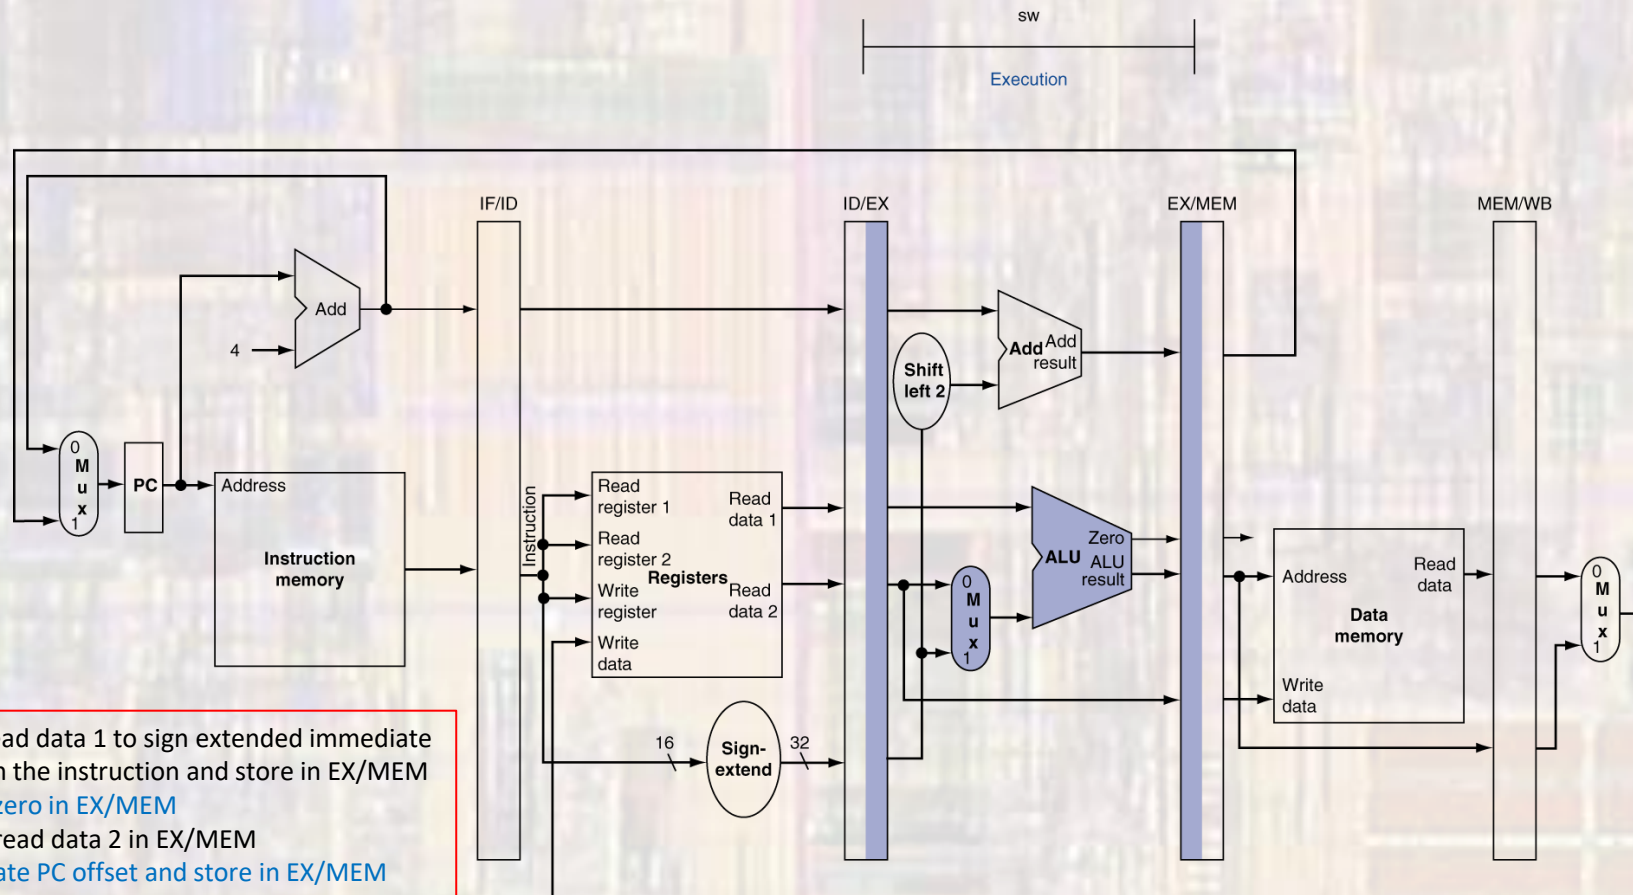 sw
Execution
IF/ID
ID/EX
EX/MEM
MEM/WB
Add
4
Add Add
result
Shift
left 2
0
M
u
x
1
PC
Address
Instruction
memory
Instruction
Read
register 1
Read
register 2
Write
register
Write
data
Registers
Read
data 1
Read
data 2
16
Sign-
extend
32
0
M
u
x
1
ALU
Zero
ALU
result
Address
Write
data
Data
memory
Read
data
0
M
u
x
1
data 1 to sign extended immediate
the instruction and store in EX/MEM
zero in EX/MEM
read data 2 in EX/MEM
PC offset and store in EX/MEM